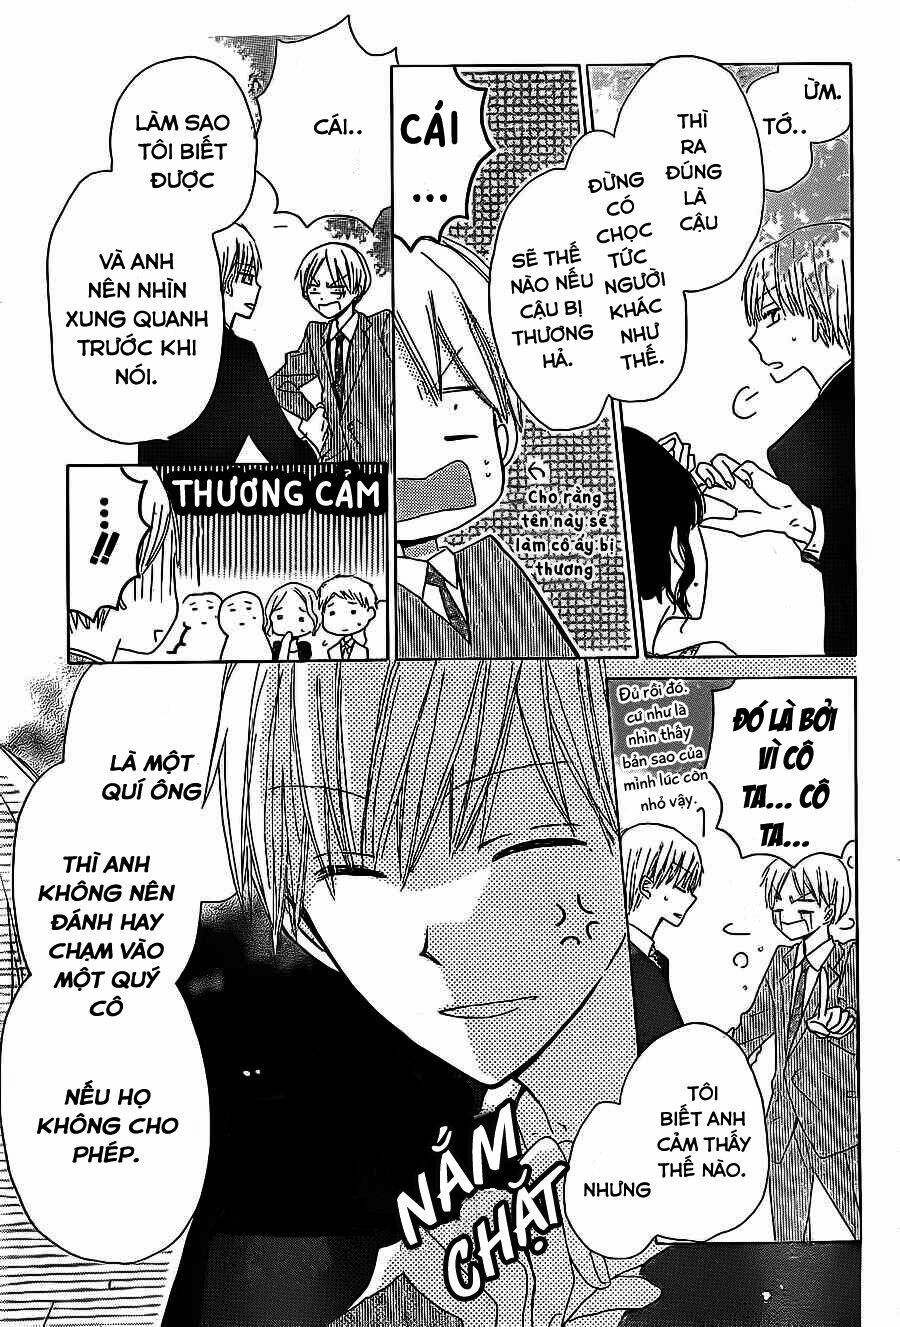 ỪM.
TỚ..
THÌ
RA
ĐÚNG
LÀ
CẬU
ĐỪNG
CÓ
CHỌC
TỨC
NGƯỜI
KHÁC
NHƯ
THẾ.
SẼ THẾ
NÀO NẾU
CẬU BỊ
THƯƠNG
HẢ.
CÁI
...
Cho rằng
tên này sẽ
làm cô ấy bị
thương
CÁI..
LÀM SAO
TÔI BIẾT
ĐƯỢC
VÀ ANH
NÊN NHÌN
XUNG QUANH
TRƯỚC KHI
NÓI.
THƯƠNG CẢM
...!!
ĐÓ LÀ BỞI
VÌ CÔ
TA... CÔ
TA...
Đủ rồi đó.
cứ như là
nhìn thấy
bản sao của
mình lúc còn
nhỏ vậy.
TÔI
BIẾT ANH
CẢM THẤY
THẾ NÀO.
NHƯNG
LÀ MỘT
QUÍ ÔNG
THÌ ANH
KHÔNG NÊN
ĐÁNH HAY
CHẠM VÀO
MỘT QUÝ
CÔ
NẾU HỌ
KHÔNG CHO
PHÉP.
NẮM
CHẶT